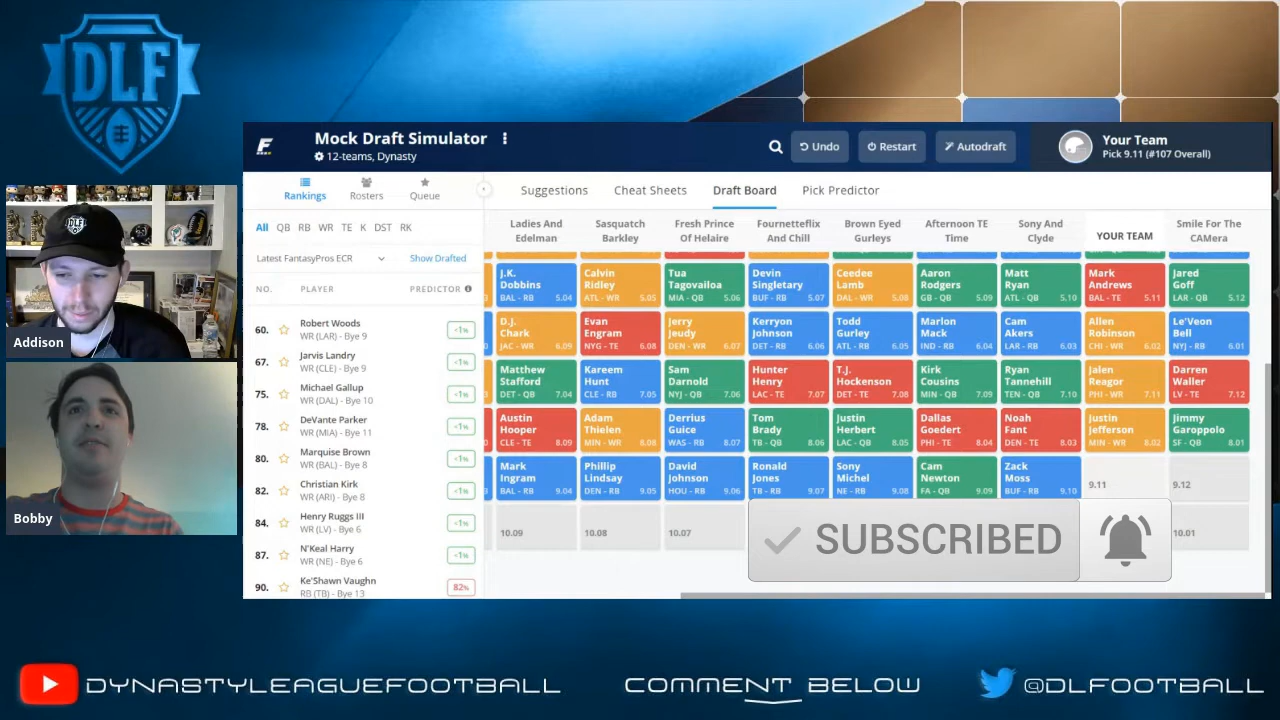 DLF
Mock Draft Simulator
12-teams, Dynasty
Undo
Restart
Autodraft
Your Team
Pick 9.11 (#107 Overall)
Rankings
Rosters
Queue
Suggestions
Cheat Sheets
Draft Board
Pick Predictor
All QB RB WR TE K DST RK
Latest FantasyPros ECR
Show Drafted
NO. PLAYER PREDICTOR
60. Robert Woods <1%
WR (LAR) - Bye 9
67. Jarvis Landry <1%
WR (CLE) - Bye 9
75. Michael Gallup <1%
WR (DAL) - Bye 10
78. DeVante Parker <1%
WR (MIA) - Bye 11
80. Marquise Brown <1%
WR (BAL) - Bye 8
82. Christian Kirk <1%
WR (ARI) - Bye 8
84. Henry Ruggs III <1%
WR (LV) - Bye 6
87. N'Keal Harry <1%
WR (NE) - Bye 6
90. Ke'Shawn Vaughn 82%
RB (TB) - Bye 13
Ladies And Edelman
Sasquatch Barkley
Fresh Prince Of Helaire
Fournetteflix And Chill
Brown Eyed Gurleys
Afternoon TE Time
Sony And Clyde
YOUR TEAM
Smile For The CAMera
J.K. Dobbins BAL - RB 5.04
Calvin Ridley ATL - WR 5.05
Tua Tagovailoa MIA - QB 5.06
Devin Singletary BUF - RB 5.07
Ceedee Lamb DAL - WR 5.08
Aaron Rodgers GB - QB 5.09
Matt Ryan ATL - QB 5.10
Mark Andrews BAL - TE 5.11
Jared Goff LAR - QB 5.12
D.J. Chark JAC - WR 6.09
Evan Engram NYG - TE 6.08
Jerry Jeudy DEN - WR 6.07
Kerryon Johnson DET - RB 6.06
Todd Gurley ATL - RB 6.05
Marlon Mack IND - RB 6.04
Cam Akers LAR - RB 6.03
Allen Robinson CHI - WR 6.02
Le'Veon Bell NYJ - RB 6.01
Matthew Stafford DET - QB 7.04
Kareem Hunt CLE - RB 7.05
Sam Darnold NYJ - QB 7.06
Hunter Henry LAC - TE 7.07
T.J. Hockenson DET - TE 7.08
Kirk Cousins MIN - QB 7.09
Ryan Tannehill TEN - QB 7.10
Jalen Reagor PHI - WR 7.11
Darren Waller LV - TE 7.12
Austin Hooper CLE - TE 8.09
Adam Thielen MIN - WR 8.08
Derrius Guice WAS - RB 8.07
Tom Brady TB - QB 8.06
Justin Herbert LAC - QB 8.05
Dallas Goedert PHI - TE 8.04
Noah Fant DEN - TE 8.03
Justin Jefferson MIN - WR 8.02
Jimmy Garoppolo SF - QB 8.01
Mark Ingram BAL - RB 9.04
Phillip Lindsay DEN - RB 9.05
David Johnson HOU - RB 9.06
Ronald Jones TB - RB 9.07
Sony Michel NE - RB 9.08
Cam Newton FA - QB 9.09
Zack Moss BUF - RB 9.10
9.11
9.12
10.09
10.08
10.07
10.01
SUBSCRIBED
Addison
Bobby
DYNASTYLEAGUEFOOTBALL
COMMENT BELOW
@DLFOOTBALL